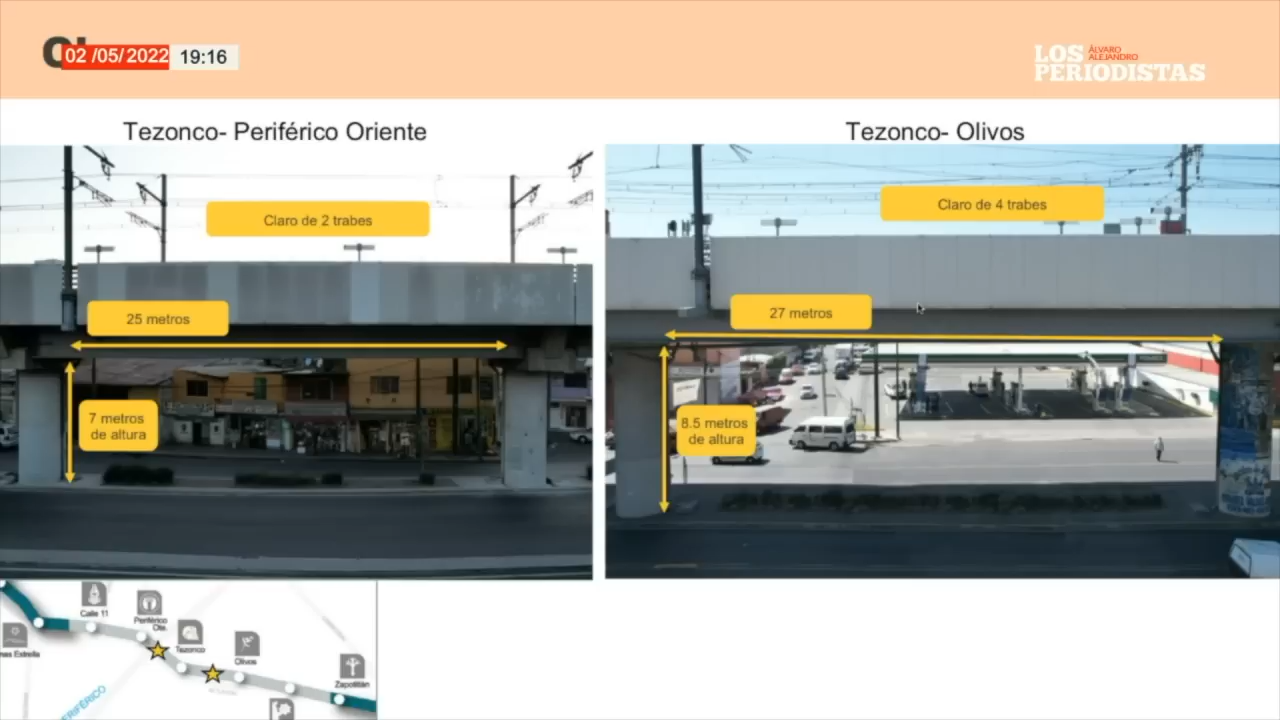 02 /05/2022 19:16
LOS ÁLVARO ALEJANDRO
PERIODISTAS
Tezonco- Periférico Oriente
Tezonco- Olivos
Claro de 2 trabes
Claro de 4 trabes
25 metros
27 metros
7 metros
de altura
8.5 metros
de altura
Calle 11
Periférico
Ote.
Tezonco
Olivos
Estrella
Zapotitlán